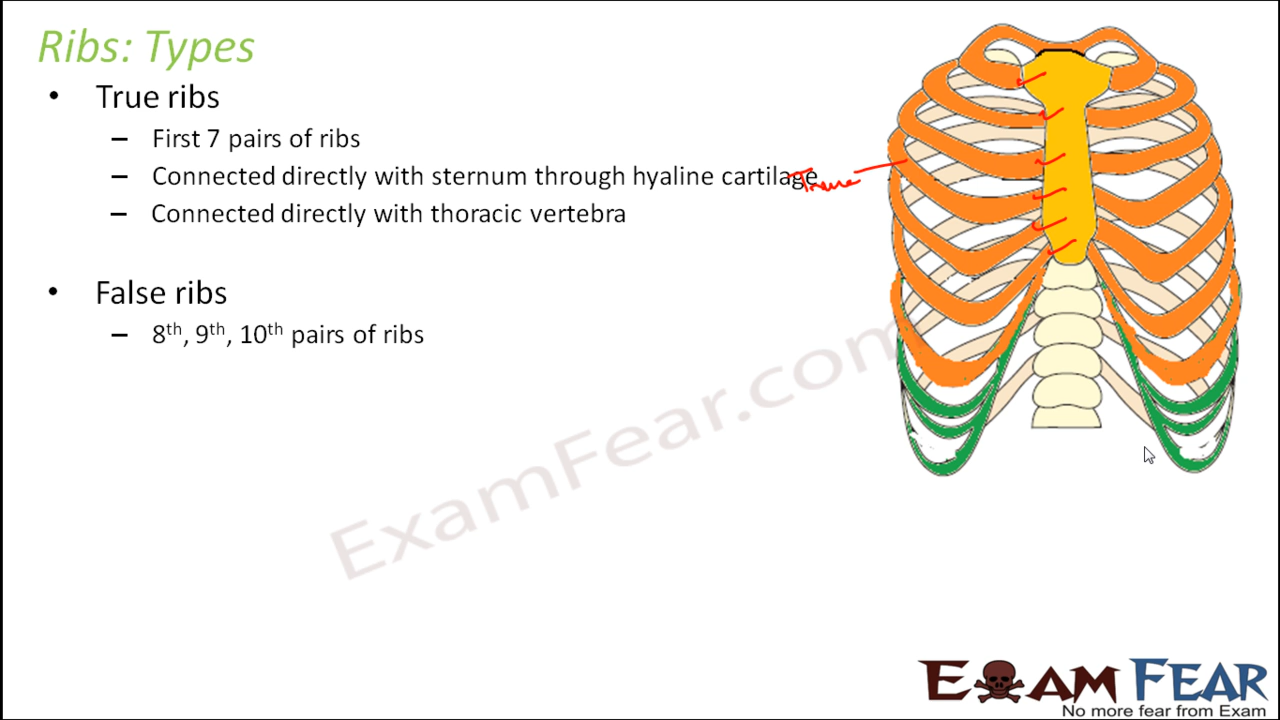 Ribs: Types
• True ribs
– First 7 pairs of ribs
– Connected directly with sternum through hyaline cartilage
True
– Connected directly with thoracic vertebra
• False ribs
– 8th, 9th, 10th pairs of ribs
ExamFear.com
EXAM FEAR
No more fear from Exam